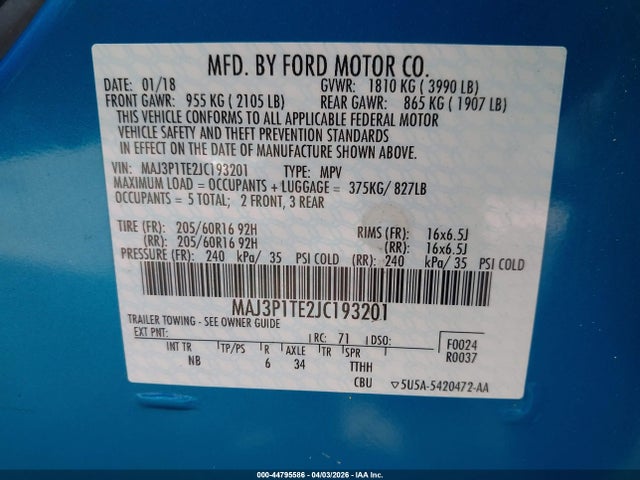 MFD. BY FORD MOTOR CO.
DATE: 01/18 GVWR: 1810 KG ( 3990 LB)
FRONT GAWR: 955 KG ( 2105 LB) REAR GAWR: 865 KG ( 1907 LB)
THIS VEHICLE CONFORMS TO ALL APPLICABLE FEDERAL MOTOR
VEHICLE SAFETY AND THEFT PREVENTION STANDARDS
IN EFFECT ON THE DATE OF MANUFACTURE SHOWN ABOVE.
VIN: MAJ3P1TE2JC193201 TYPE: MPV
MAXIMUM LOAD = OCCUPANTS + LUGGAGE = 375KG/ 827LB
OCCUPANTS = 5 TOTAL; 2 FRONT, 3 REAR
TIRE (FR): 205/60R16 92H RIMS (FR): 16x6.5J
(RR): 205/60R16 92H (RR): 16x6.5J
PRESSURE (FR): 240 kPa/ 35 PSI COLD (RR): 240 kPa/ 35 PSI COLD
MAJ3P1TE2JC193201
TRAILER TOWING - SEE OWNER GUIDE
EXT PNT: RC: 71 DSO: F0024
INT TR TP/PS R AXLE TR SPR R0037
NB 6 34 TTHH
CBU 5U5A-5420472-AA
000-44795586 - 04/03/2026 - IAA Inc.